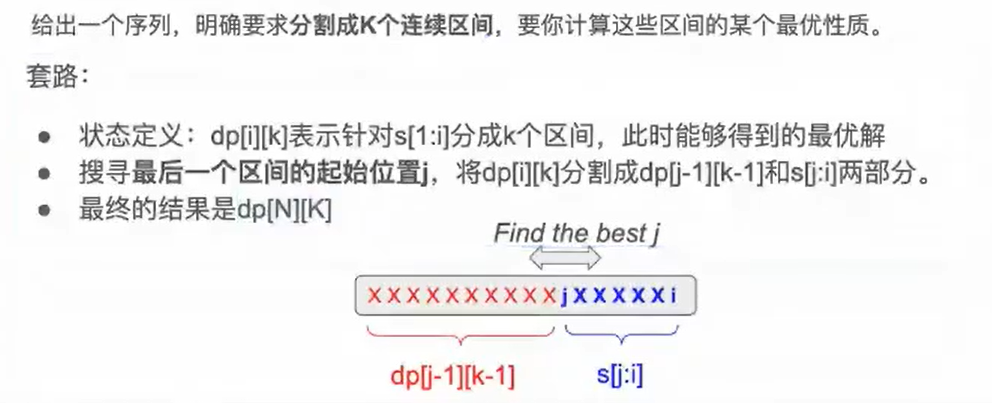 给出一个序列，明确要求分割成K个连续区间，要你计算这些区间的某个最优性质。
套路：
● 状态定义：dp[i][k]表示针对s[1:i]分成k个区间，此时能够得到的最优解
● 搜寻最后一个区间的起始位置j，将dp[i][k]分割成dp[j-1][k-1]和s[j:i]两部分。
● 最终的结果是dp[N][K]
Find the best j
X X X X X X X X X X j X X X X X i
dp[j-1][k-1] s[j:i]